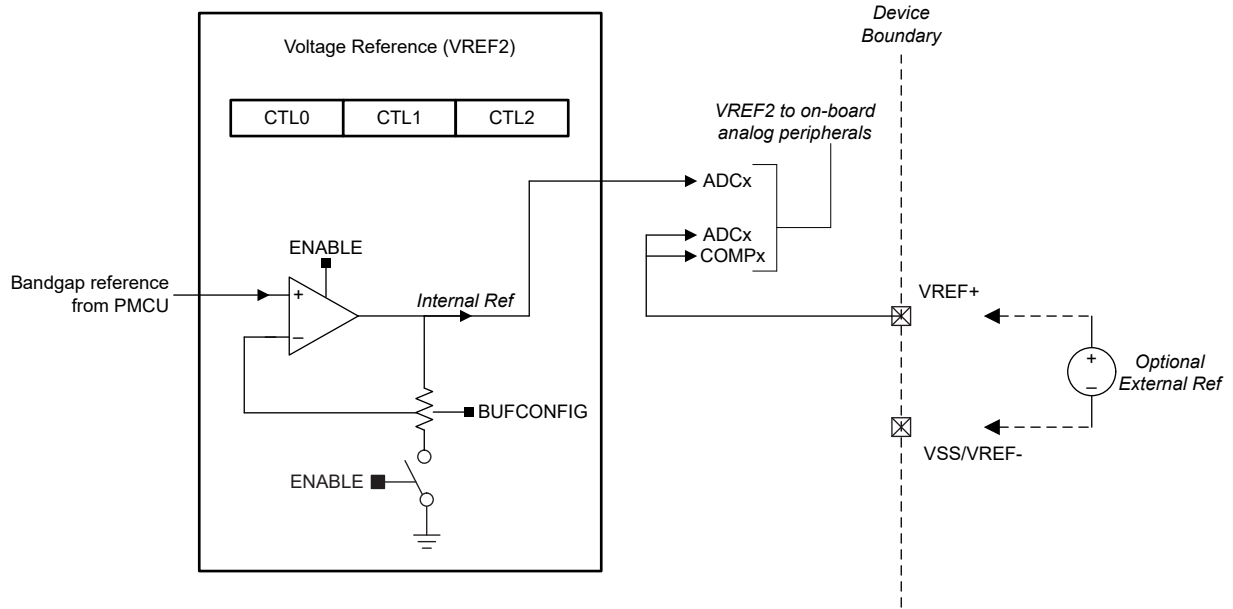 Device
Boundary
Voltage Reference (VREF2)
CTL0 CTL1 CTL2
VREF2 to on-board
analog peripherals
ADCx
ADCx
COMPx
ENABLE
Bandgap reference
from PMCU
+
−
Internal Ref
VREF+
+
−
Optional
External Ref
BUFCONFIG
VSS/VREF-
ENABLE